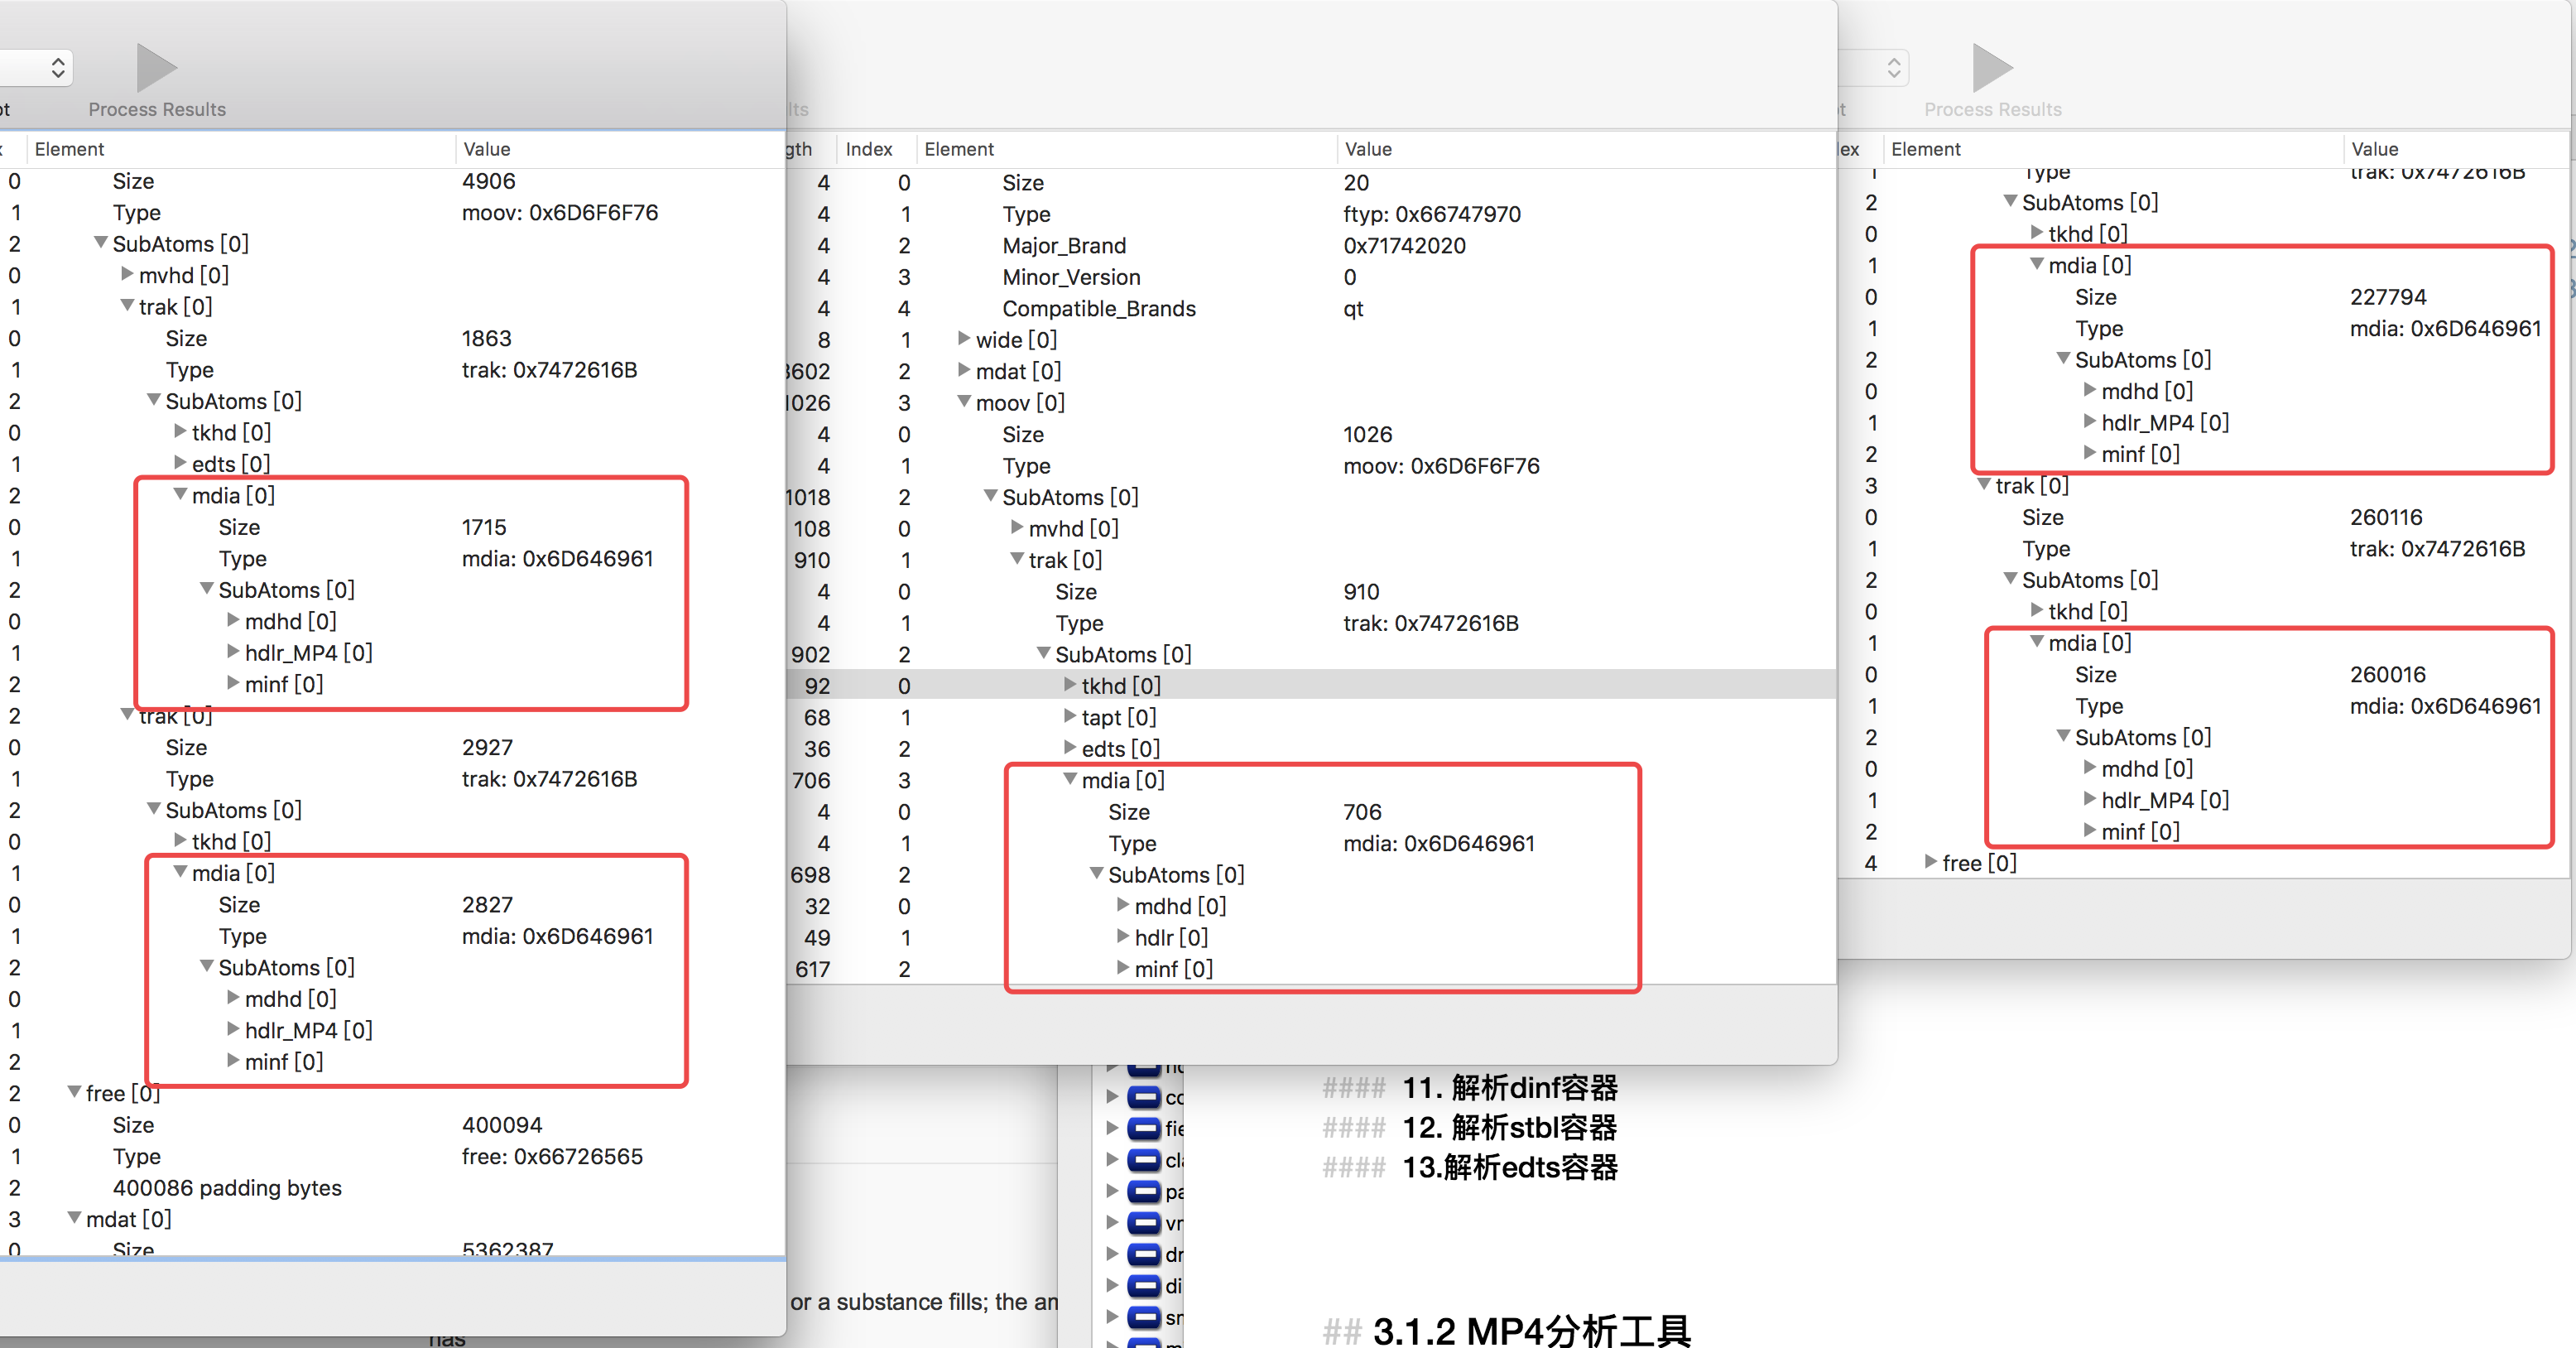 Process Results
Element Value
0 Size 4906
1 Type moov: 0x6D6F6F76
2 SubAtoms [0]
0 mvhd [0]
1 trak [0]
0 Size 1863
1 Type trak: 0x7472616B
2 SubAtoms [0]
0 tkhd [0]
1 edts [0]
2 mdia [0]
0 Size 1715
1 Type mdia: 0x6D646961
2 SubAtoms [0]
0 mdhd [0]
1 hdlr_MP4 [0]
2 minf [0]
2 trak [0]
0 Size 2927
1 Type trak: 0x7472616B
2 SubAtoms [0]
0 tkhd [0]
1 mdia [0]
0 Size 2827
1 Type mdia: 0x6D646961
2 SubAtoms [0]
0 mdhd [0]
1 hdlr_MP4 [0]
2 minf [0]
2 free [0]
0 Size 400094
1 Type free: 0x66726565
2 400086 padding bytes
3 mdat [0]
0 Size 5362387
has
lts
gth Index Element Value
4 0 Size 20
4 1 Type ftyp: 0x66747970
4 2 Major_Brand 0x71742020
4 3 Minor_Version 0
4 4 Compatible_Brands qt
8 1 wide [0]
3602 2 mdat [0]
1026 3 moov [0]
4 0 Size 1026
4 1 Type moov: 0x6D6F6F76
1018 2 SubAtoms [0]
108 0 mvhd [0]
910 1 trak [0]
4 0 Size 910
4 1 Type trak: 0x7472616B
902 2 SubAtoms [0]
92 0 tkhd [0]
68 1 tapt [0]
36 2 edts [0]
706 3 mdia [0]
4 0 Size 706
4 1 Type mdia: 0x6D646961
698 2 SubAtoms [0]
32 0 mdhd [0]
49 1 hdlr [0]
617 2 minf [0]
Process Results
ex Element Value
1 Type trak: 0x7472616B
2 SubAtoms [0]
0 tkhd [0]
1 mdia [0]
0 Size 227794
1 Type mdia: 0x6D646961
2 SubAtoms [0]
0 mdhd [0]
1 hdlr_MP4 [0]
2 minf [0]
3 trak [0]
0 Size 260116
1 Type trak: 0x7472616B
2 SubAtoms [0]
0 tkhd [0]
1 mdia [0]
0 Size 260016
1 Type mdia: 0x6D646961
2 SubAtoms [0]
0 mdhd [0]
1 hdlr_MP4 [0]
2 minf [0]
4 free [0]
or a substance fills; the am
fie
cla
pa
vr
dr
di
#### 11. 解析dinf容器
#### 12. 解析stbl容器
#### 13.解析edts容器
## 3.1.2 MP4分析工具